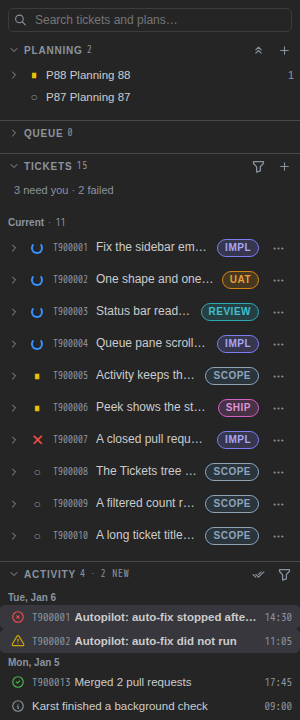 Search tickets and plans…
PLANNING 2
P88 Planning 88 1
P87 Planning 87
QUEUE 0
TICKETS 15
3 need you · 2 failed
Current · 11
T900001 Fix the sidebar em… IMPL
T900002 One shape and one… UAT
T900003 Status bar read… REVIEW
T900004 Queue pane scroll… IMPL
T900005 Activity keeps th… SCOPE
T900006 Peek shows the st… SHIP
T900007 A closed pull requ… IMPL
T900008 The Tickets tree … SCOPE
T900009 A filtered count r… SCOPE
T900010 A long ticket title… SCOPE
ACTIVITY 4 · 2 NEW
Tue, Jan 6
T900001 Autopilot: auto-fix stopped afte… 14:30
T900002 Autopilot: auto-fix did not run 11:05
Mon, Jan 5
T900013 Merged 2 pull requests 17:45
Karst finished a background check 09:00